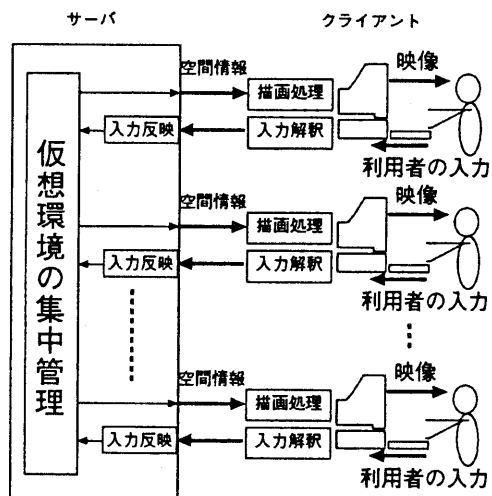 サーバ
クライアント
仮想環境の集中管理
空間情報
描画処理
映像
入力反映
入力解釈
利用者の入力
空間情報
描画処理
映像
入力反映
入力解釈
利用者の入力
空間情報
描画処理
映像
入力反映
入力解釈
利用者の入力